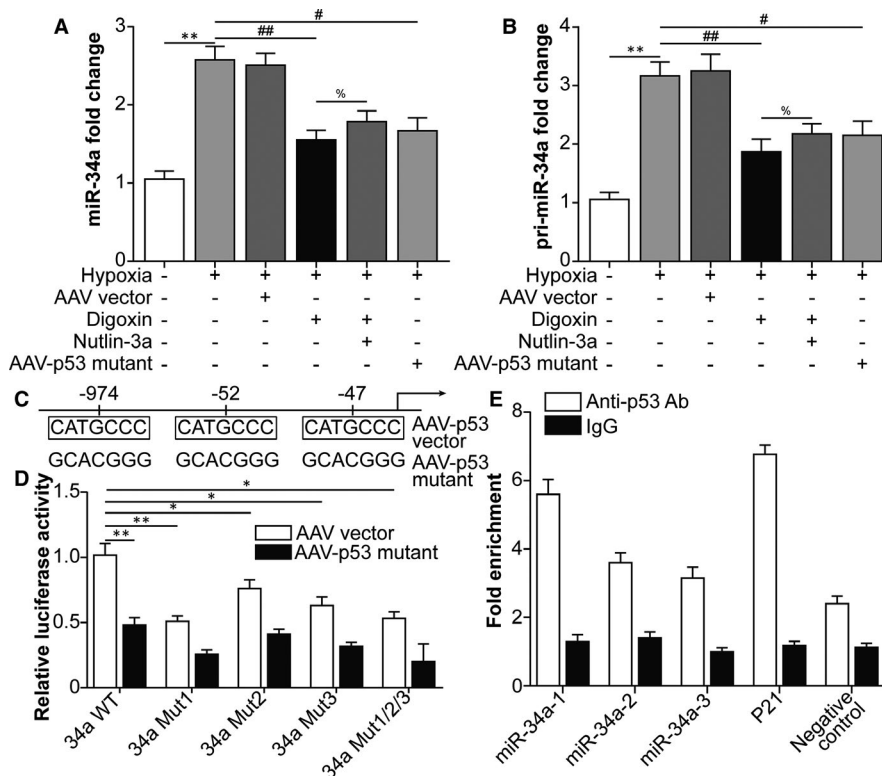 A
miR-34a fold change
3
2
1
0
**
##
#
%
Hypoxia - + + + + +
AAV vector - - + - - -
Digoxin - - - + + -
Nutlin-3a - - - - + -
AAV-p53 mutant - - - - - +
B
pri-miR-34a fold change
4
3
2
1
0
**
##
#
%
Hypoxia - + + + + +
AAV vector - - + - - -
Digoxin - - - + + -
Nutlin-3a - - - - + -
AAV-p53 mutant - - - - - +
C
-974 -52 -47
CATGCCC CATGCCC CATGCCC AAV-p53
vector
GCACGGG GCACGGG GCACGGG AAV-p53
mutant
D
Relative luciferase activity
1.5
1.0
0.5
0
*
*
*
**
**
AAV vector
AAV-p53 mutant
34a WT
34a Mut1
34a Mut2
34a Mut3
34a Mut1/2/3
E
Fold enrichment
8
6
4
2
0
Anti-p53 Ab
IgG
miR-34a-1
miR-34a-2
miR-34a-3
P21
Negative
control